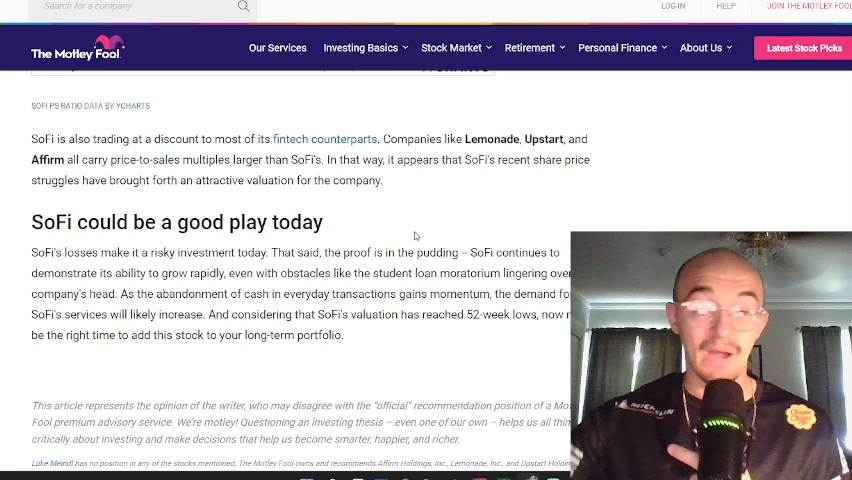 Search for a company
LOG IN
HELP
JOIN THE MOTLEY FOOL
The Motley Fool.
Our Services
Investing Basics
Stock Market
Retirement
Personal Finance
About Us
Latest Stock Picks
SOFI PS RATIO DATA BY YCHARTS
SoFi is also trading at a discount to most of its fintech counterparts. Companies like Lemonade, Upstart, and
Affirm all carry price-to-sales multiples larger than SoFi's. In that way, it appears that SoFi's recent share price
struggles have brought forth an attractive valuation for the company.
SoFi could be a good play today
SoFi's losses make it a risky investment today. That said, the proof is in the pudding -- SoFi continues to
demonstrate its ability to grow rapidly, even with obstacles like the student loan moratorium lingering over
company's head. As the abandonment of cash in everyday transactions gains momentum, the demand fo
SoFi's services will likely increase. And considering that SoFi's valuation has reached 52-week lows, now
be the right time to add this stock to your long-term portfolio.
This article represents the opinion of the writer, who may disagree with the "official" recommendation position of a Mot
Fool premium advisory service. We're motley! Questioning an investing thesis -- even one of our own -- helps us all thin
critically about investing and make decisions that help us become smarter, happier, and richer.
Luke Meindl has no position in any of the stocks mentioned. The Motley Fool owns and recommends Affirm Holdings, Inc., Lemonade, Inc., and Upstart Holdin
MICHELIN
Chupa
Chups